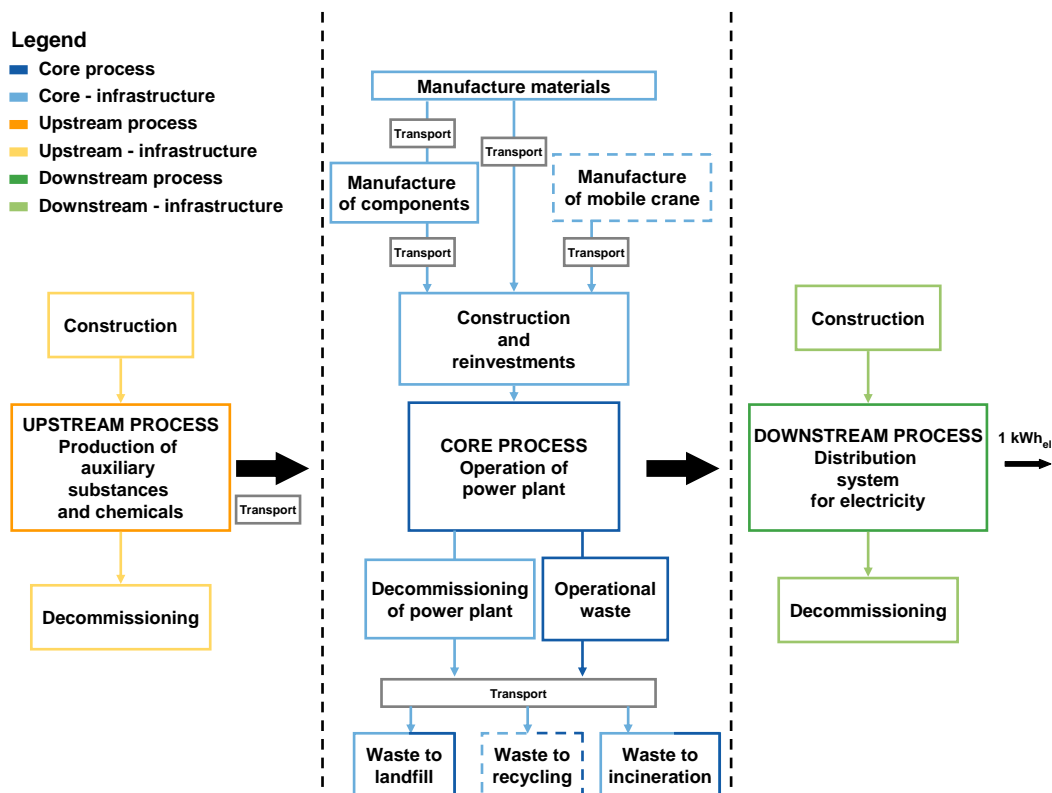 Legend
Core process
Core - infrastructure
Upstream process
Upstream - infrastructure
Downstream process
Downstream - infrastructure
Manufacture materials
Transport
Transport
Manufacture
of components
Manufacture
of mobile crane
Transport
Transport
Construction
Construction
and
reinvestments
Construction
UPSTREAM PROCESS
Production of
auxiliary
substances
and chemicals
Transport
CORE PROCESS
Operation of
power plant
DOWNSTREAM PROCESS
Distribution
system
for electricity
1 kWhel
Decommissioning
Decommissioning
of power plant
Operational
waste
Decommissioning
Transport
Waste to
landfill
Waste to
recycling
Waste to
incineration